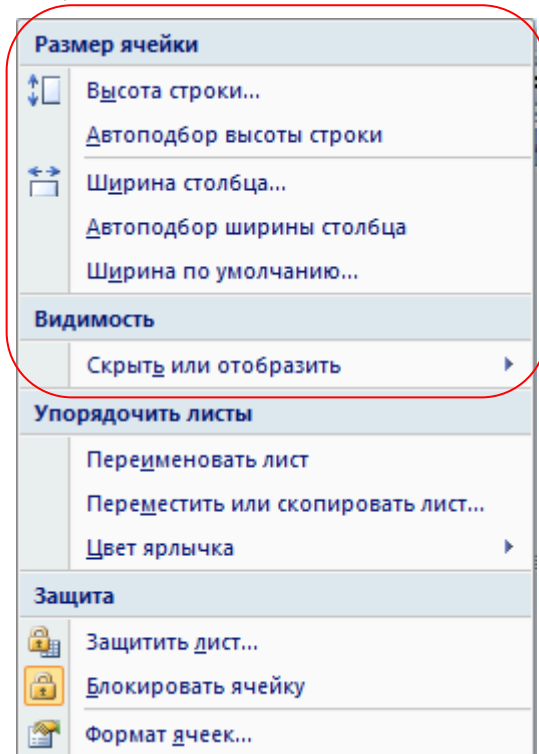 Размер ячейки
Высота строки...
Автоподбор высоты строки
Ширина столбца...
Автоподбор ширины столбца
Ширина по умолчанию...
Видимость
Скрыть или отобразить
Упорядочить листы
Переименовать лист
Переместить или скопировать лист...
Цвет ярлычка
Защита
Защитить лист...
Блокировать ячейку
Формат ячеек...